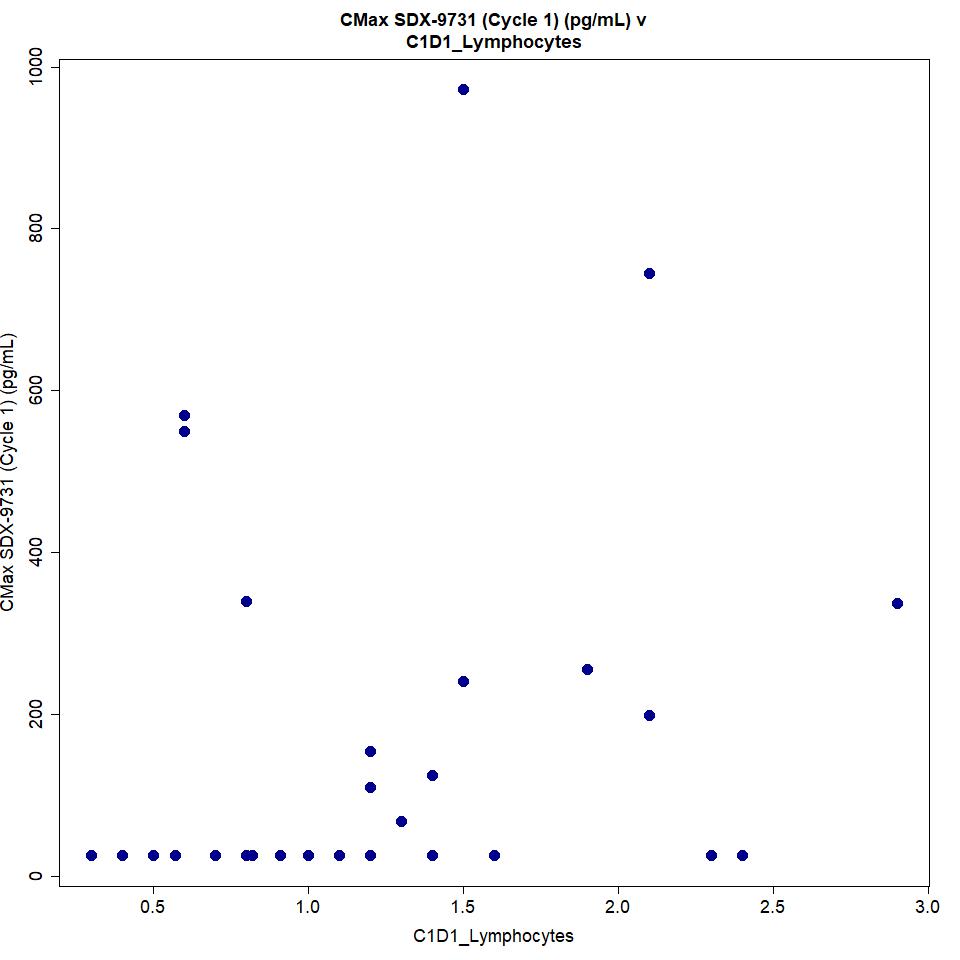 CMax SDX-9731 (Cycle 1) (pg/mL) v
C1D1_Lymphocytes
1000
800
600
400
200
0
CMax SDX-9731 (Cycle 1) (pg/mL)
0.5 1.0 1.5 2.0 2.5 3.0
C1D1_Lymphocytes